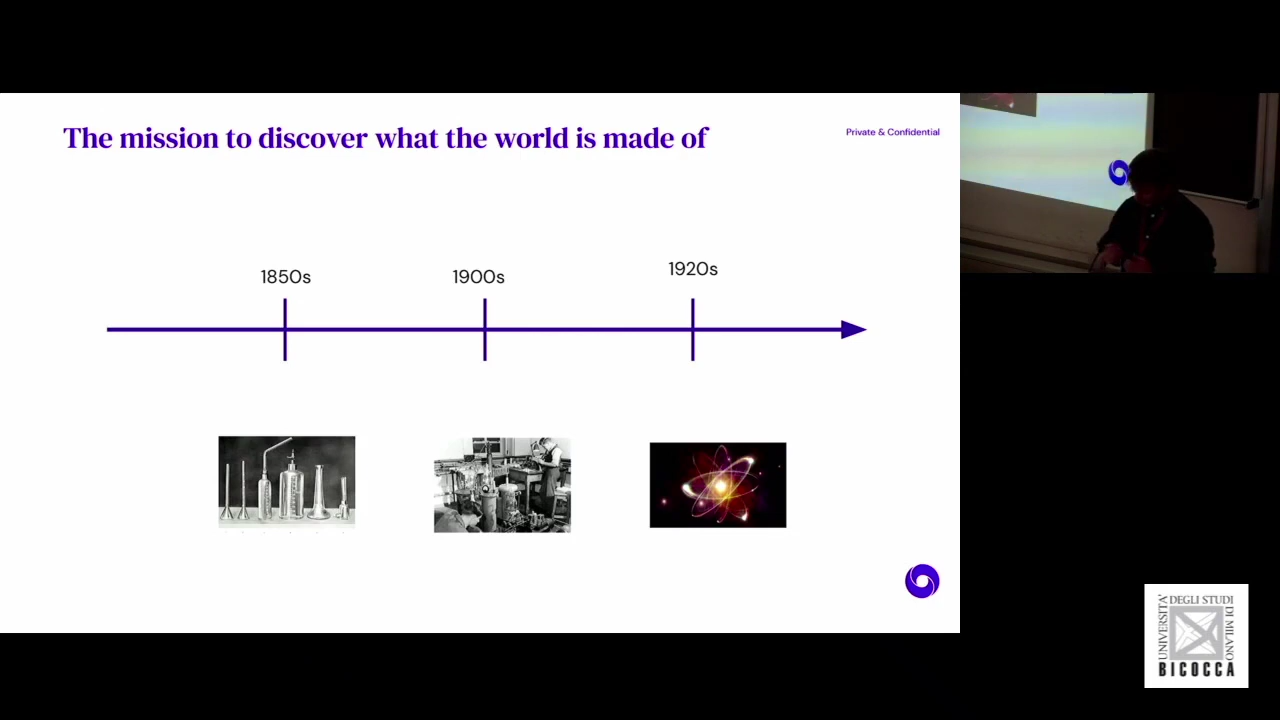 The mission to discover what the world is made of
Private & Confidential
1850s
1900s
1920s
UNIVERSITA'
DEGLI STUDI
DI MILANO
BICOCCA